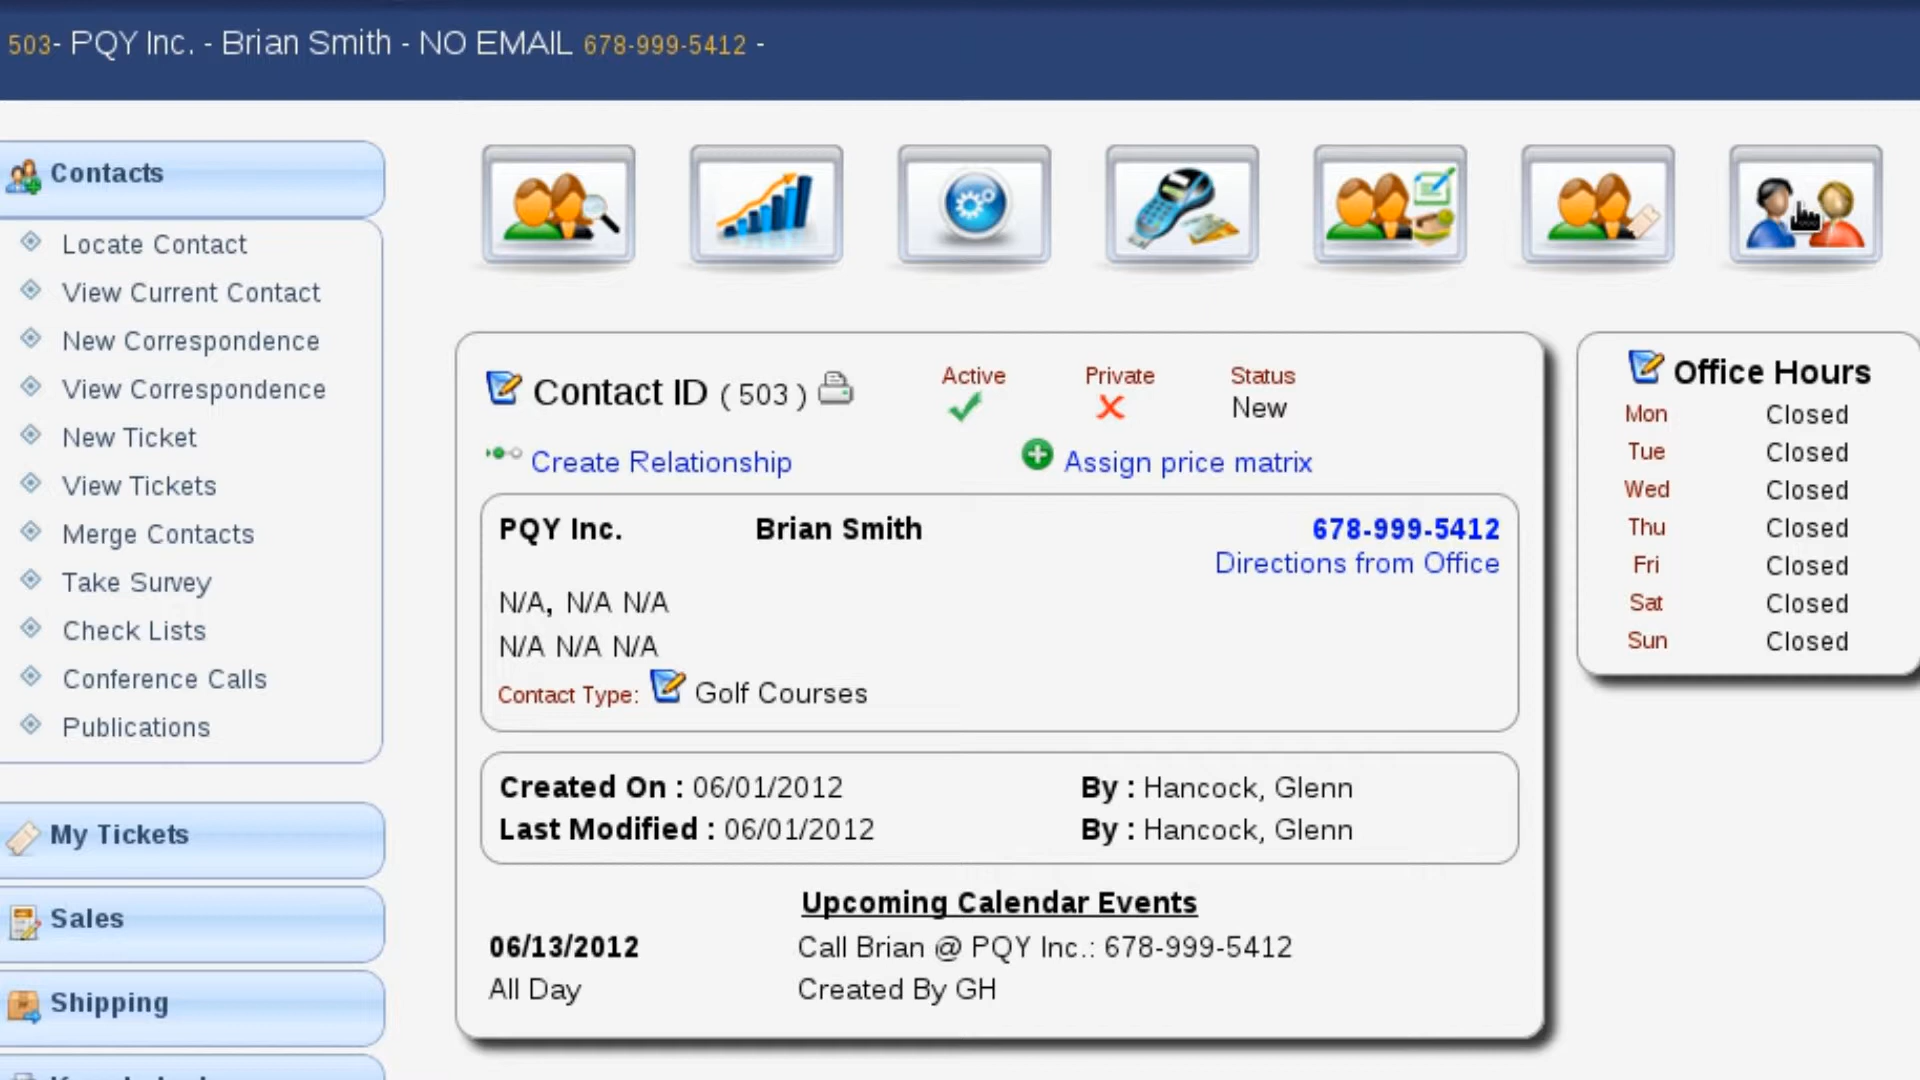 503- PQY Inc. - Brian Smith - NO EMAIL 678-999-5412 -
Contacts
Locate Contact
View Current Contact
New Correspondence
View Correspondence
New Ticket
View Tickets
Merge Contacts
Take Survey
Check Lists
Conference Calls
Publications
My Tickets
Sales
Shipping
Contact ID ( 503 )
Active
Private
Status
New
Create Relationship
Assign price matrix
PQY Inc. Brian Smith 678-999-5412
Directions from Office
N/A, N/A N/A
N/A N/A N/A
Contact Type: Golf Courses
Created On : 06/01/2012 By : Hancock, Glenn
Last Modified : 06/01/2012 By : Hancock, Glenn
Upcoming Calendar Events
06/13/2012 Call Brian @ PQY Inc.: 678-999-5412
All Day Created By GH
Office Hours
Mon Closed
Tue Closed
Wed Closed
Thu Closed
Fri Closed
Sat Closed
Sun Closed